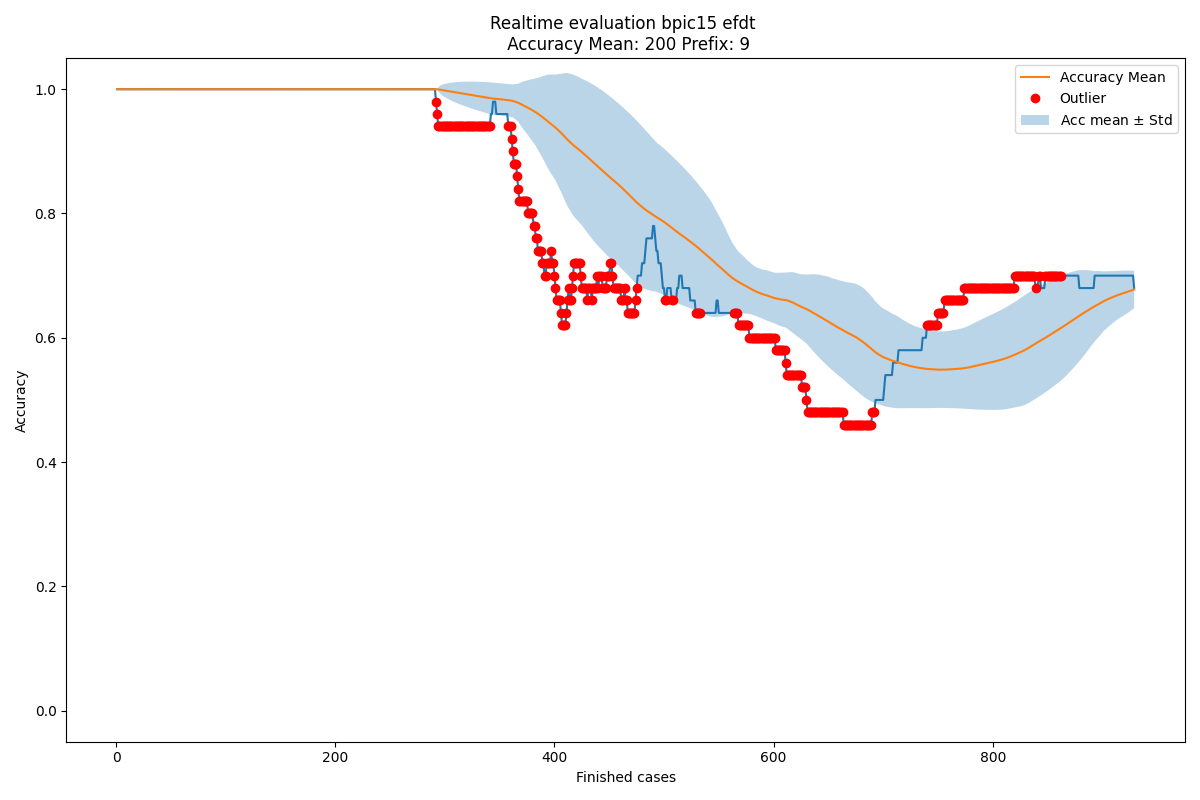 Realtime evaluation bpic15 efdt
Accuracy Mean: 200 Prefix: 9
Accuracy Mean
Outlier
Acc mean ± Std
1.0
0.8
0.6
0.4
0.2
0.0
Accuracy
0 200 400 600 800
Finished cases